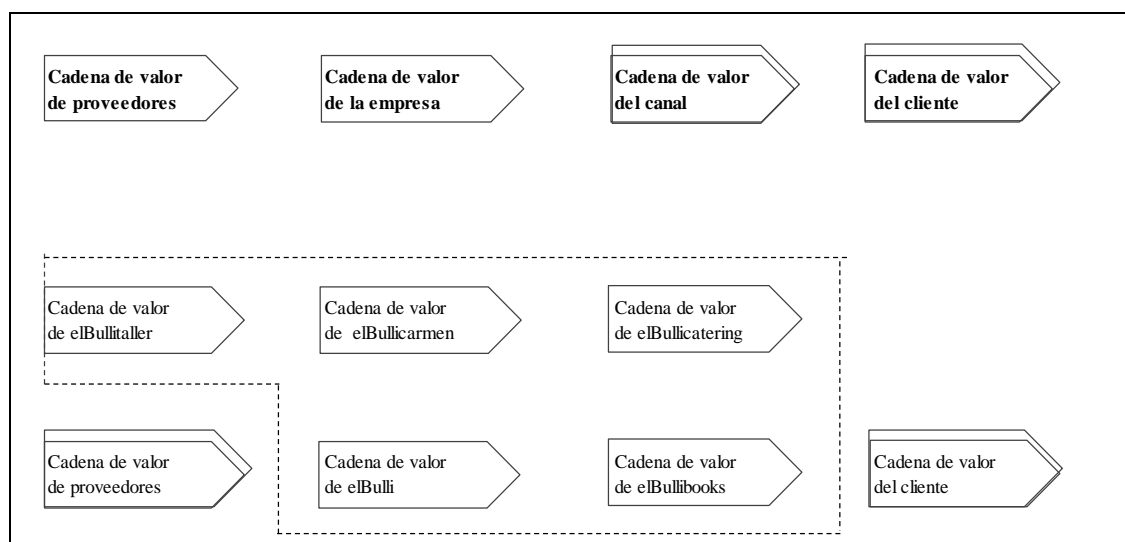 Cadena de valor
de proveedores
Cadena de valor
de la empresa
Cadena de valor
del canal
Cadena de valor
del cliente
Cadena de valor
de elBullitaller
Cadena de valor
de elBullicarmen
Cadena de valor
de elBullicatering
Cadena de valor
de proveedores
Cadena de valor
de elBulli
Cadena de valor
de elBullibooks
Cadena de valor
del cliente